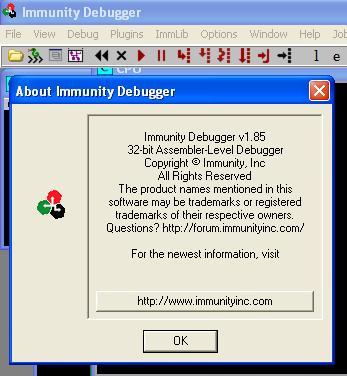 Immunity Debugger
File View Debug Plugins ImmLib Options Window Help Job
l e
CPU
About Immunity Debugger
Immunity Debugger v1.85
32-bit Assembler-Level Debugger
Copyright © Immunity, Inc
All Rights Reserved
The product names mentioned in this
software may be trademarks or registered
trademarks of their respective owners.
Questions? http://forum.immunityinc.com/
For the newest information, visit
http://www.immunityinc.com
OK